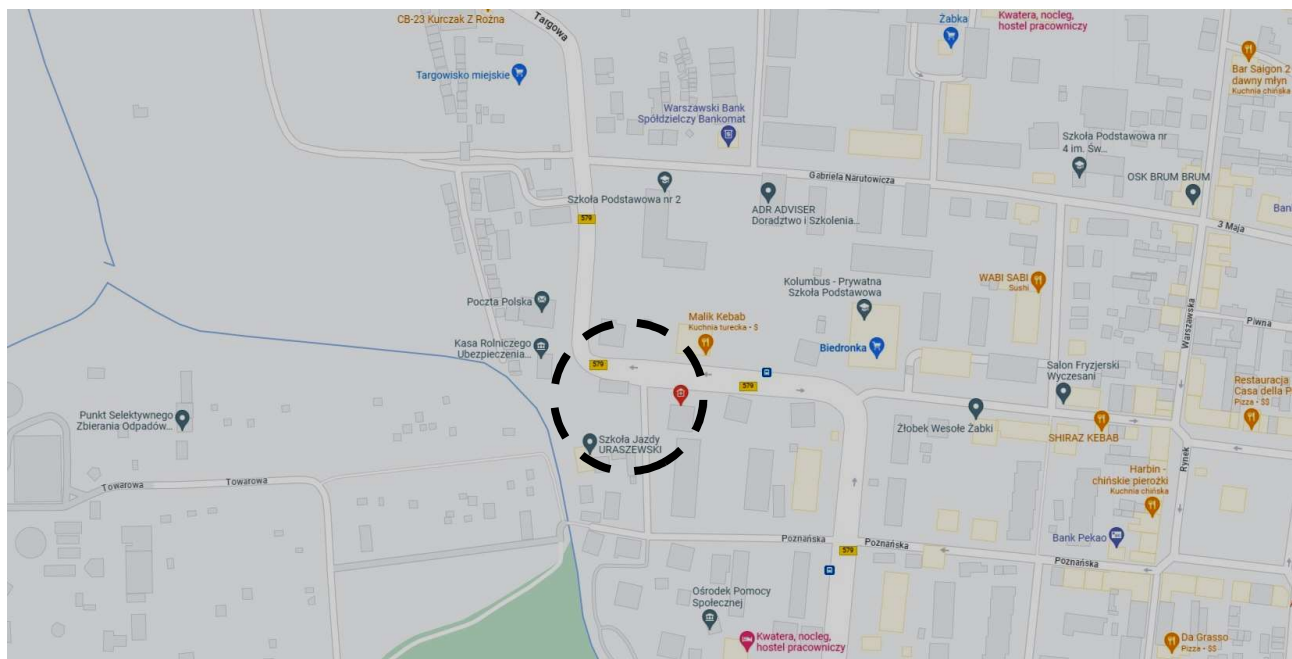 CB-23 Kurczak Z Rożna
Targowa
Żabka
Kwatera, nocleg,
hostel pracowniczy
Targowisko miejskie
Bar Saigon 2
dawny młyn
Kuchnia chińska
Warszawski Bank
Spółdzielczy Bankomat
Szkoła Podstawowa nr
4 im. Św...
Gabriela Narutowicza
OSK BRUM BRUM
Szkoła Podstawowa nr 2
ADR ADVISER
Doradztwo i Szkolenia...
Ban
579
3 Maja
WABI SABI
Sushi
Kolumbus - Prywatna
Szkoła Podstawowa
Poczta Polska
Malik Kebab
Kuchnia turecka - $
Warszawska
Piwna
Kasa Rolniczego
Ubezpieczenia...
Biedronka
579
579
Salon Fryzjerski
Wyczesani
Restauracja
Casa della P
Pizza - $$
Punkt Selektywnego
Zbierania Odpadów...
Żłobek Wesołe Żabki
SHIRAZ KEBAB
Szkoła Jazdy
URASZEWSKI
Rynek
Harbin -
chińskie pierożki
Kuchnia chińska
Towarowa
Towarowa
Poznańska
579
Poznańska
Bank Pekao
Poznańska
Ośrodek Pomocy
Społecznej
Kwatera, nocleg,
hostel pracowniczy
Da Grasso
Pizza - $$